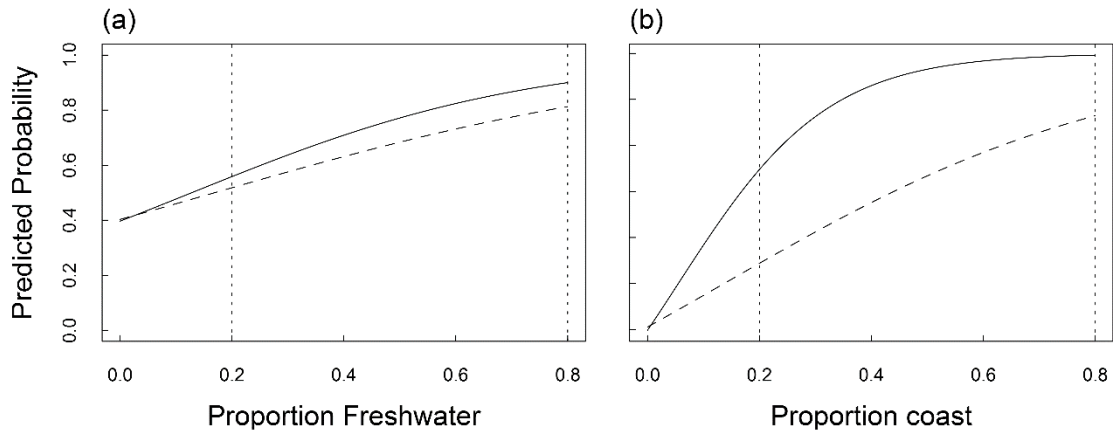 (a)
(b)
Predicted Probability
1.0
0.8
0.6
0.4
0.2
0.0
0.0 0.2 0.4 0.6 0.8
0.0 0.2 0.4 0.6 0.8
Proportion Freshwater
Proportion coast